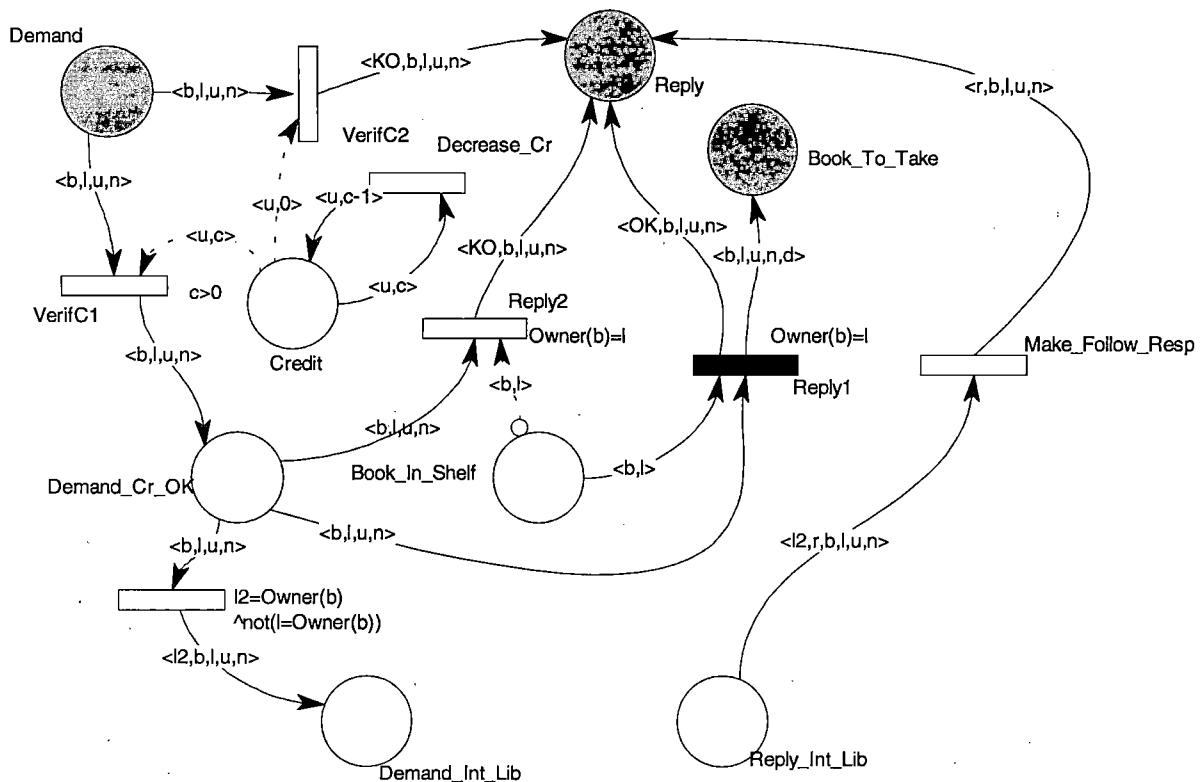 Demand
<b,l,u,n>
<KO,b,l,u,n>
Reply
<r,b,l,u,n>
VerifC2
Decrease_Cr
Book_To_Take
<b,l,u,n>
<u,0>
<u,c-1>
<u,c>
<KO,b,l,u,n>
<OK,b,l,u,n>
<b,l,u,n,d>
VerifC1
c>0
<u,c>
Reply2
Owner(b)=l
Owner(b)=l
Make_Follow_Resp
<b,l,u,n>
Credit
<b,l>
Reply1
<b,l,u,n>
Book_In_Shelf
<b,l>
Demand_Cr_OK
<b,l,u,n>
<b,l,u,n>
<l2,r,b,l,u,n>
l2=Owner(b)
^not(l=Owner(b))
<l2,b,l,u,n>
Demand_Int_Lib
Reply_Int_Lib